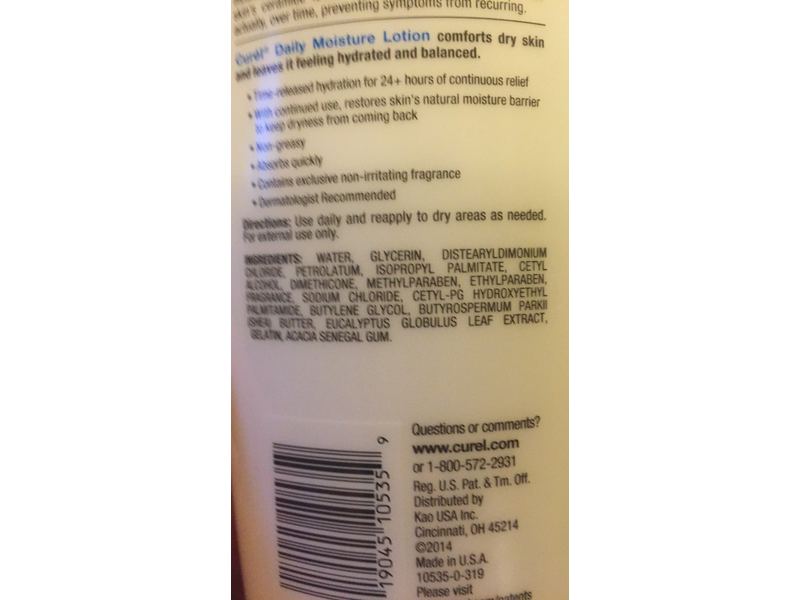 skin's ceramide
actually, over time, preventing symptoms from recurring.
Curél® Daily Moisture Lotion comforts dry skin
and leaves it feeling hydrated and balanced.
• Time-released hydration for 24+ hours of continuous relief
• With continued use, restores skin's natural moisture barrier
to keep dryness from coming back
• Non-greasy
• Absorbs quickly
• Contains exclusive non-irritating fragrance
• Dermatologist Recommended
Directions: Use daily and reapply to dry areas as needed.
For external use only.
INGREDIENTS: WATER, GLYCERIN, DISTEARYLDIMONIUM
CHLORIDE, PETROLATUM, ISOPROPYL PALMITATE, CETYL
ALCOHOL, DIMETHICONE, METHYLPARABEN, ETHYLPARABEN,
FRAGRANCE, SODIUM CHLORIDE, CETYL-PG HYDROXYETHYL
PALMITAMIDE, BUTYLENE GLYCOL, BUTYROSPERMUM PARKII
(SHEA) BUTTER, EUCALYPTUS GLOBULUS LEAF EXTRACT,
GELATIN, ACACIA SENEGAL GUM.
19045 10535 9
Questions or comments?
www.curel.com
or 1-800-572-2931
Reg. U.S. Pat. & Tm. Off.
Distributed by
Kao USA Inc.
Cincinnati, OH 45214
©2014
Made in U.S.A.
10535-0-319
Please visit